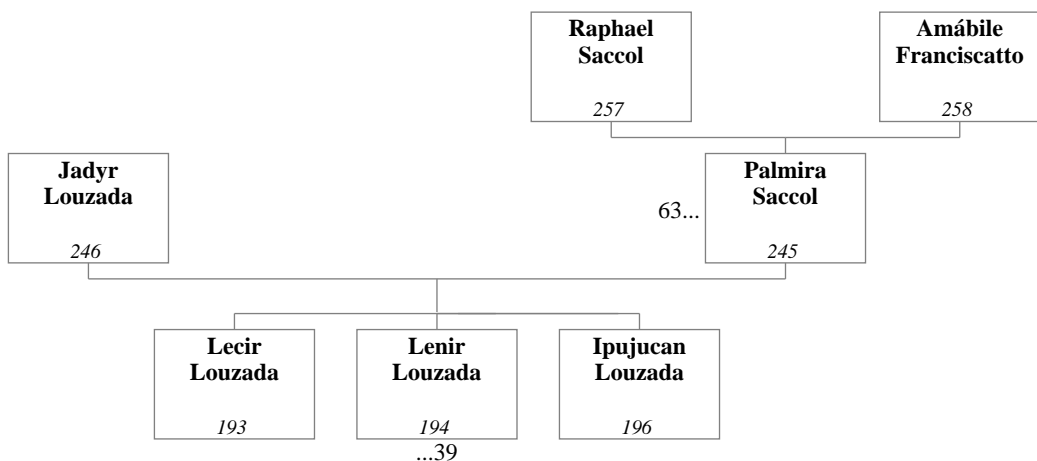 Raphael
Saccol
257
Amábile
Franciscatto
258
Jadyr
Louzada
246
63...
Palmira
Saccol
245
Lecir
Louzada
193
Lenir
Louzada
194
...39
Ipujucan
Louzada
196